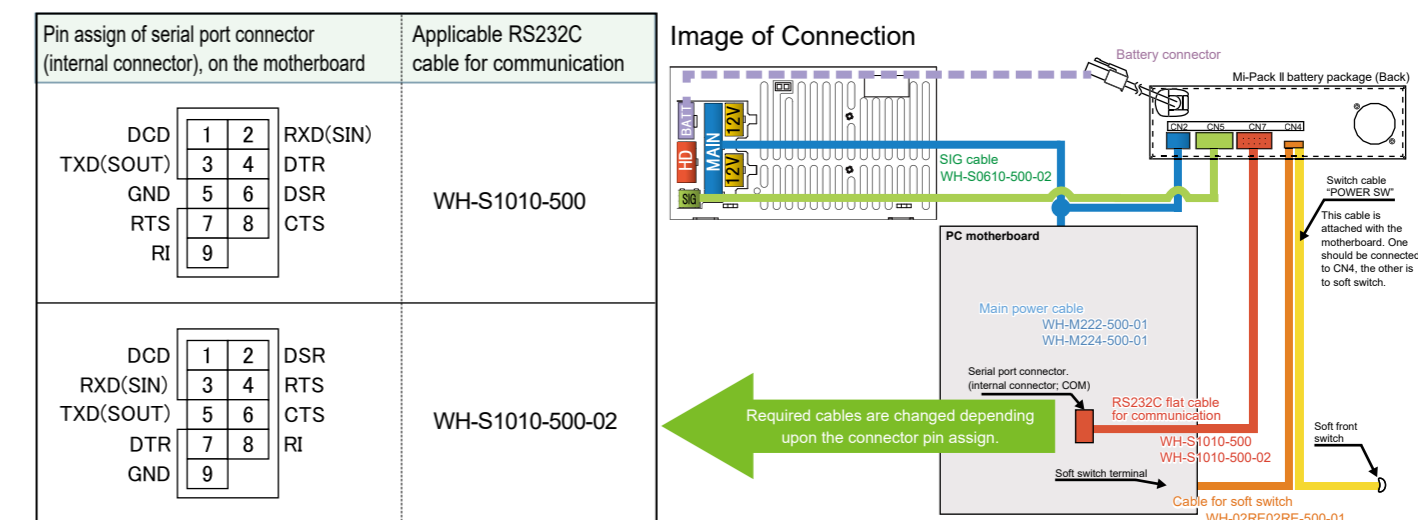 Pin assign of serial port connector
(internal connector), on the motherboard
Applicable RS232C
cable for communication
DCD 1 2 RXD(SIN)
TXD(SOUT) 3 4 DTR
GND 5 6 DSR
RTS 7 8 CTS
RI 9
WH-S1010-500
DCD 1 2 DSR
RXD(SIN) 3 4 RTS
TXD(SOUT) 5 6 CTS
DTR 7 8 RI
GND 9
WH-S1010-500-02
Image of Connection
Battery connector
Mi-Pack Ⅱ battery package (Back)
CN2 CN5 CN7 CN4
BATT
HD
MAIN
12V
12V
SIG
SIG cable
WH-S0610-500-02
Switch cable
“POWER SW”
This cable is
attached with the
motherboard. One
should be connected
to CN4, the other is
to soft switch.
PC motherboard
Main power cable
WH-M222-500-01
WH-M224-500-01
Serial port connector.
(internal connector; COM)
RS232C flat cable
for communication
WH-S1010-500
WH-S1010-500-02
Required cables are changed depending
upon the connector pin assign.
Soft front
switch
Soft switch terminal
Cable for soft switch
WH-02RE02RE-500-01